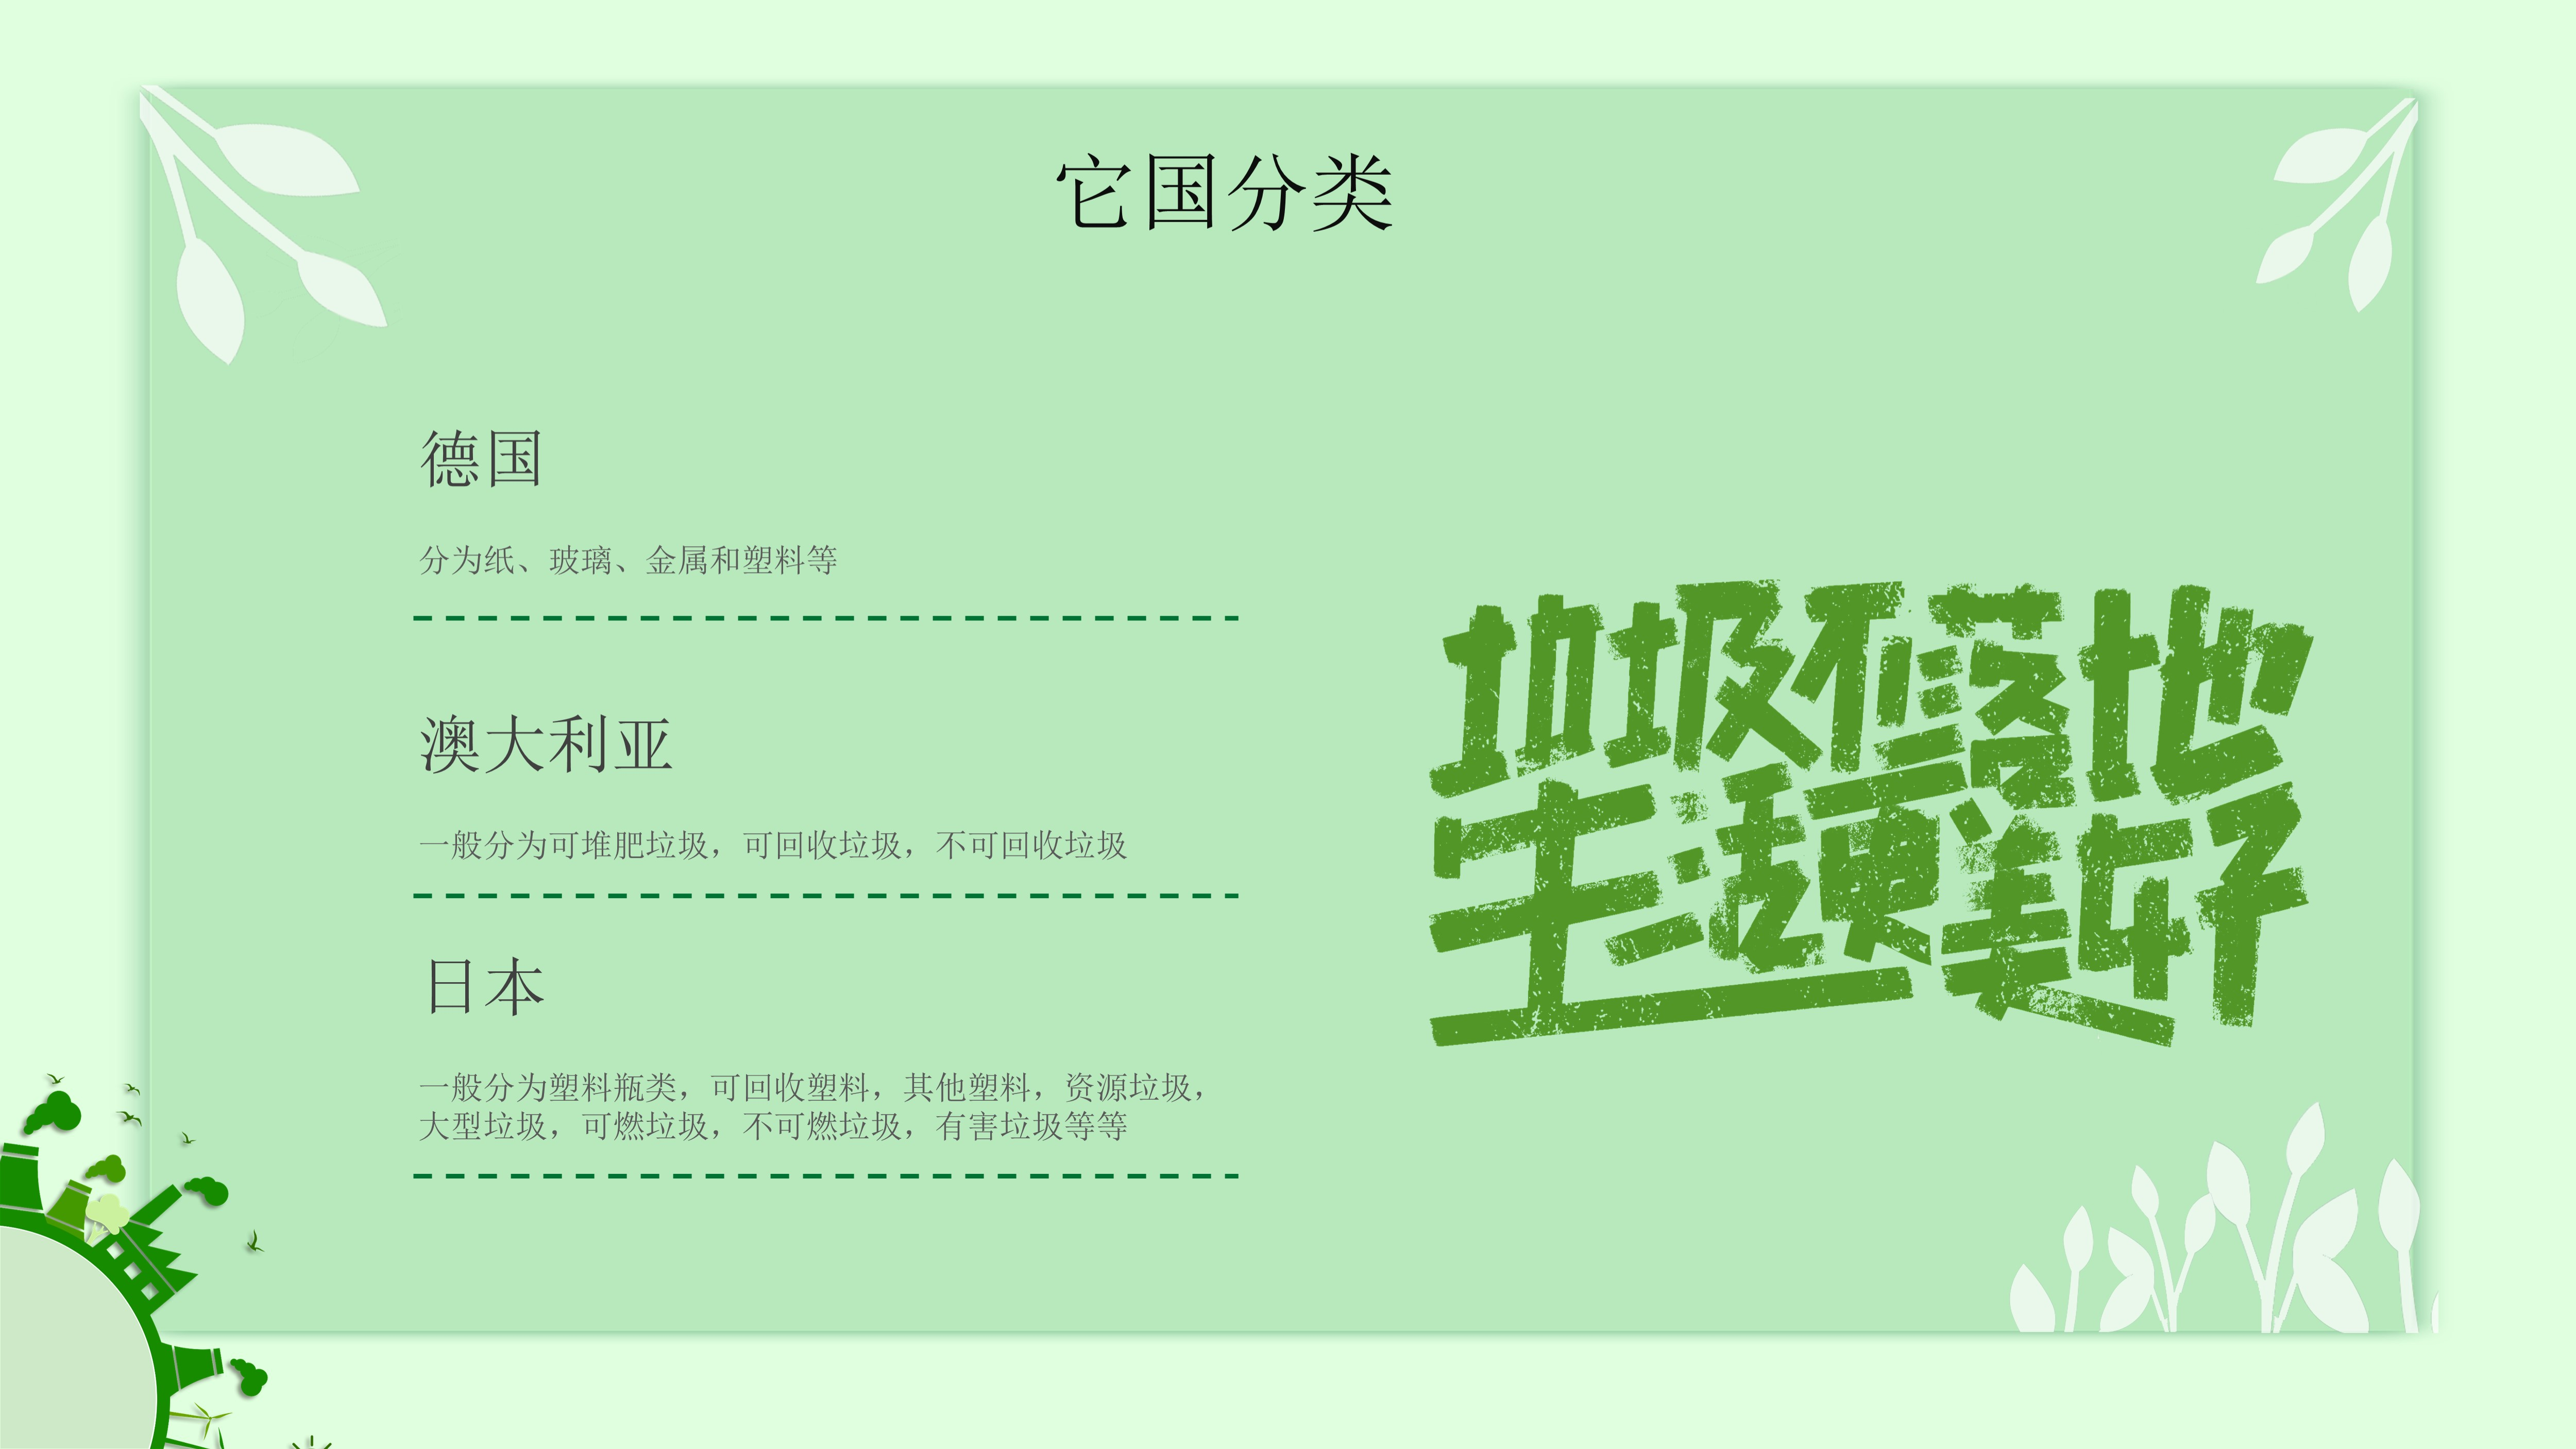 它国分类
德国
分为纸、玻璃、金属和塑料等
澳大利亚
一般分为可堆肥垃圾，可回收垃圾，不可回收垃圾
日本
一般分为塑料瓶类，可回收塑料，其他塑料，资源垃圾，
大型垃圾，可燃垃圾，不可燃垃圾，有害垃圾等等
垃圾不落地
生活更美好